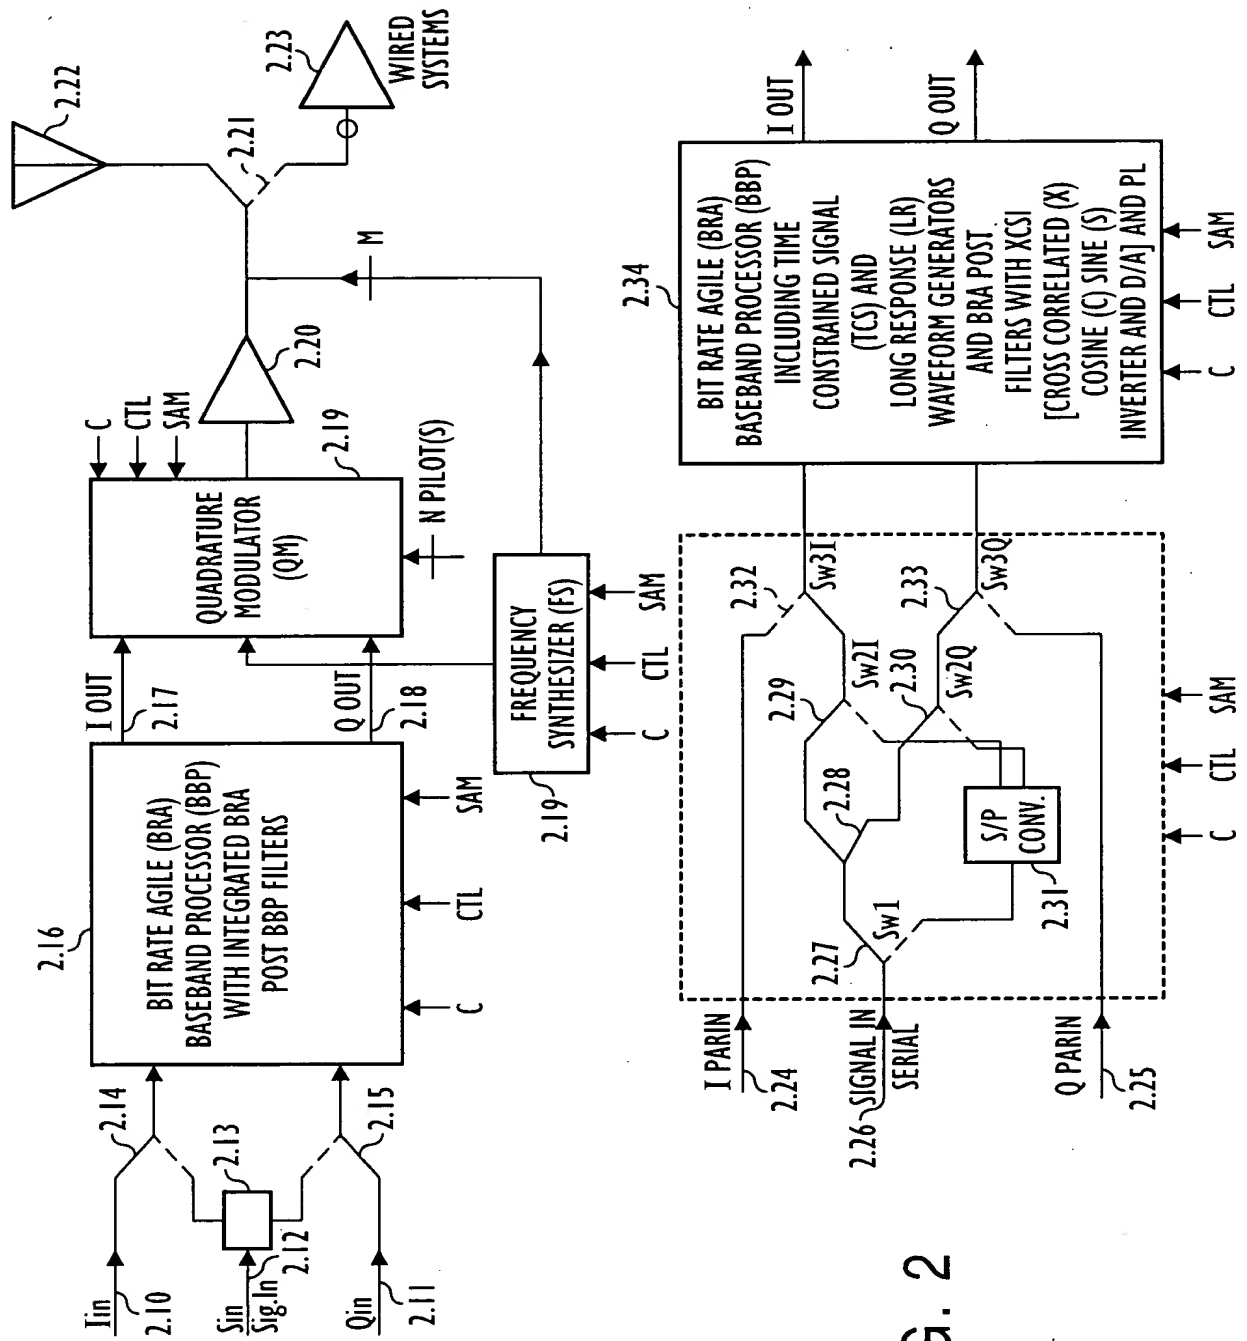 2.22
2.23
WIRED
SYSTEMS
2.21
M
2.20
C
CTL
SAM
2.19
QUADRATURE
MODULATOR
(QM)
N PILOT(S)
I OUT
2.17
Q OUT
2.18
FREQUENCY
SYNTHESIZER (FS)
2.19
C
CTL
SAM
2.16
BIT RATE AGILE (BRA)
BASEBAND PROCESSOR (BBP)
WITH INTEGRATED BRA
POST BBP FILTERS
C
CTL
SAM
2.14
2.13
2.15
Iin
2.10
Sin
Sig.In
2.12
Qin
2.11
I OUT
Q OUT
2.34
BIT RATE AGILE (BRA)
BASEBAND PROCESSOR (BBP)
INCLUDING TIME
CONSTRAINED SIGNAL
(TCS) AND
LONG RESPONSE (LR)
WAVEFORM GENERATORS
AND BRA POST
FILTERS WITH XCSI
[CROSS CORRELATED (X)
COSINE (C) SINE (S)
INVERTER AND D/A] AND PL
C
CTL
SAM
2.32
Sw3I
2.33
Sw3Q
Sw2I
2.29
2.30
Sw2Q
2.28
2.27
Sw1
S/P
CONV.
2.31
C
CTL
SAM
I PARIN
2.24
2.26
SIGNAL IN
SERIAL
Q PARIN
2.25
G. 2